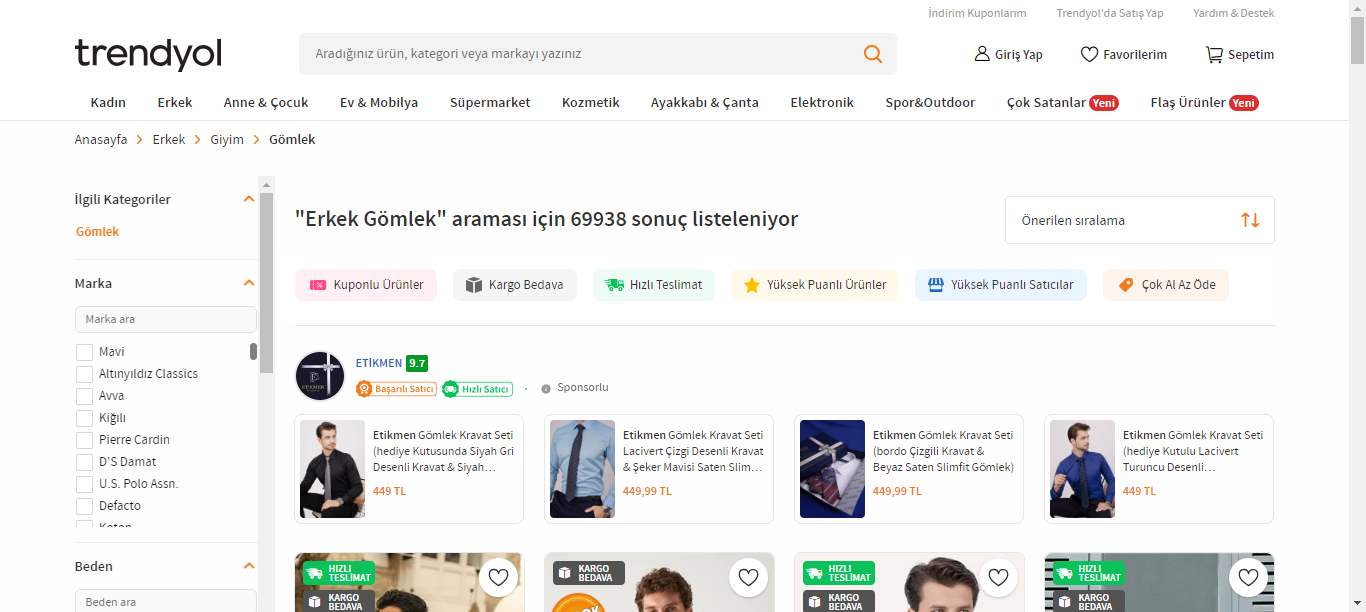 İndirim Kuponlarım
Trendyol'da Satış Yap
Yardım & Destek
trendyol
Aradığınız ürün, kategori veya markayı yazınız
Giriş Yap
Favorilerim
Sepetim
Kadın
Erkek
Anne & Çocuk
Ev & Mobilya
Süpermarket
Kozmetik
Ayakkabı & Çanta
Elektronik
Spor&Outdoor
Çok Satanlar Yeni
Flaş Ürünler Yeni
Anasayfa > Erkek > Giyim > Gömlek
İlgili Kategoriler
Gömlek
Marka
Marka ara
Mavi
Altınyıldız Classics
Avva
Kiğılı
Pierre Cardin
D'S Damat
U.S. Polo Assn.
Defacto
Koton
Beden
Beden ara
"Erkek Gömlek" araması için 69938 sonuç listeleniyor
Önerilen sıralama
Kuponlu Ürünler
Kargo Bedava
Hızlı Teslimat
Yüksek Puanlı Ürünler
Yüksek Puanlı Satıcılar
Çok Al Az Öde
ETİKMEN 9.7
Başarılı Satıcı
Hızlı Satıcı
Sponsorlu
Etikmen Gömlek Kravat Seti
(hediye Kutusunda Siyah Gri
Desenli Kravat & Siyah…
449 TL
Etikmen Gömlek Kravat Seti
Lacivert Çizgi Desenli Kravat
& Şeker Mavisi Saten Slim…
449,99 TL
Etikmen Gömlek Kravat Seti
(bordo Çizgili Kravat &
Beyaz Saten Slimfit Gömlek)
449,99 TL
Etikmen Gömlek Kravat Seti
(hediye Kutulu Lacivert
Turuncu Desenli…
449 TL
HIZLI
TESLİMAT
KARGO
BEDAVA
KARGO
BEDAVA
HIZLI
TESLİMAT
KARGO
BEDAVA
HIZLI
TESLİMAT
KARGO
BEDAVA